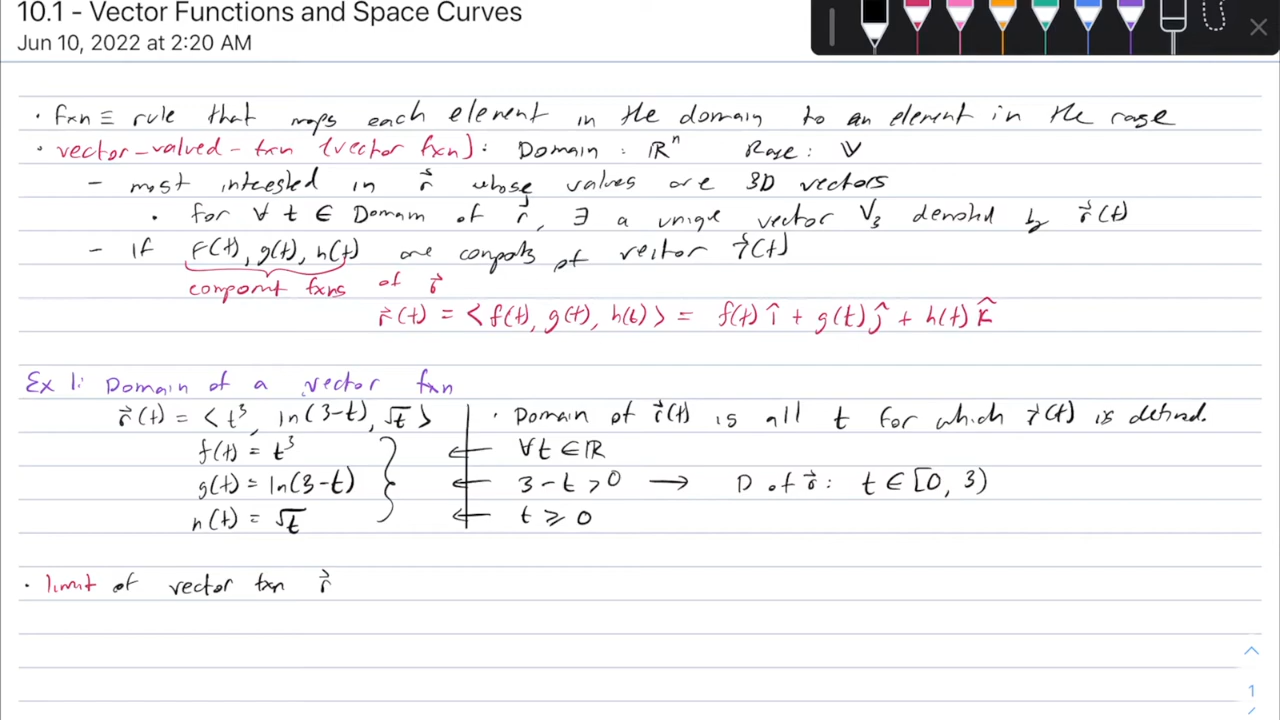 10.1 - Vector Functions and Space Curves
Jun 10, 2022 at 2:20 AM
· fxn ≡ rule that maps each element in the domain to an element in the rage
· vector-valued-fxn (vector fxn): Domain: ℝⁿ Rage: V
- most interested in r⃗ whose values are 3D vectors
· for ∀ t ∈ Domain of r⃗, ∃ a unique vector V₃ denoted by r⃗(t)
- if f(t), g(t), h(t) are componts of vector r⃗(t)
component fxns of r⃗
r⃗(t) = <f(t), g(t), h(t)> = f(t) î + g(t) ĵ + h(t) k̂
Ex 1: Domain of a vector fxn
r⃗(t) = <t³, ln(3-t), √t> · Domain of r⃗(t) is all t for which r⃗(t) is defined.
f(t) = t³ ← ∀t ∈ ℝ
g(t) = ln(3-t) ← 3-t > 0 → D of r⃗: t ∈ [0, 3)
h(t) = √t ← t ≥ 0
· limit of vector fxn r⃗
1